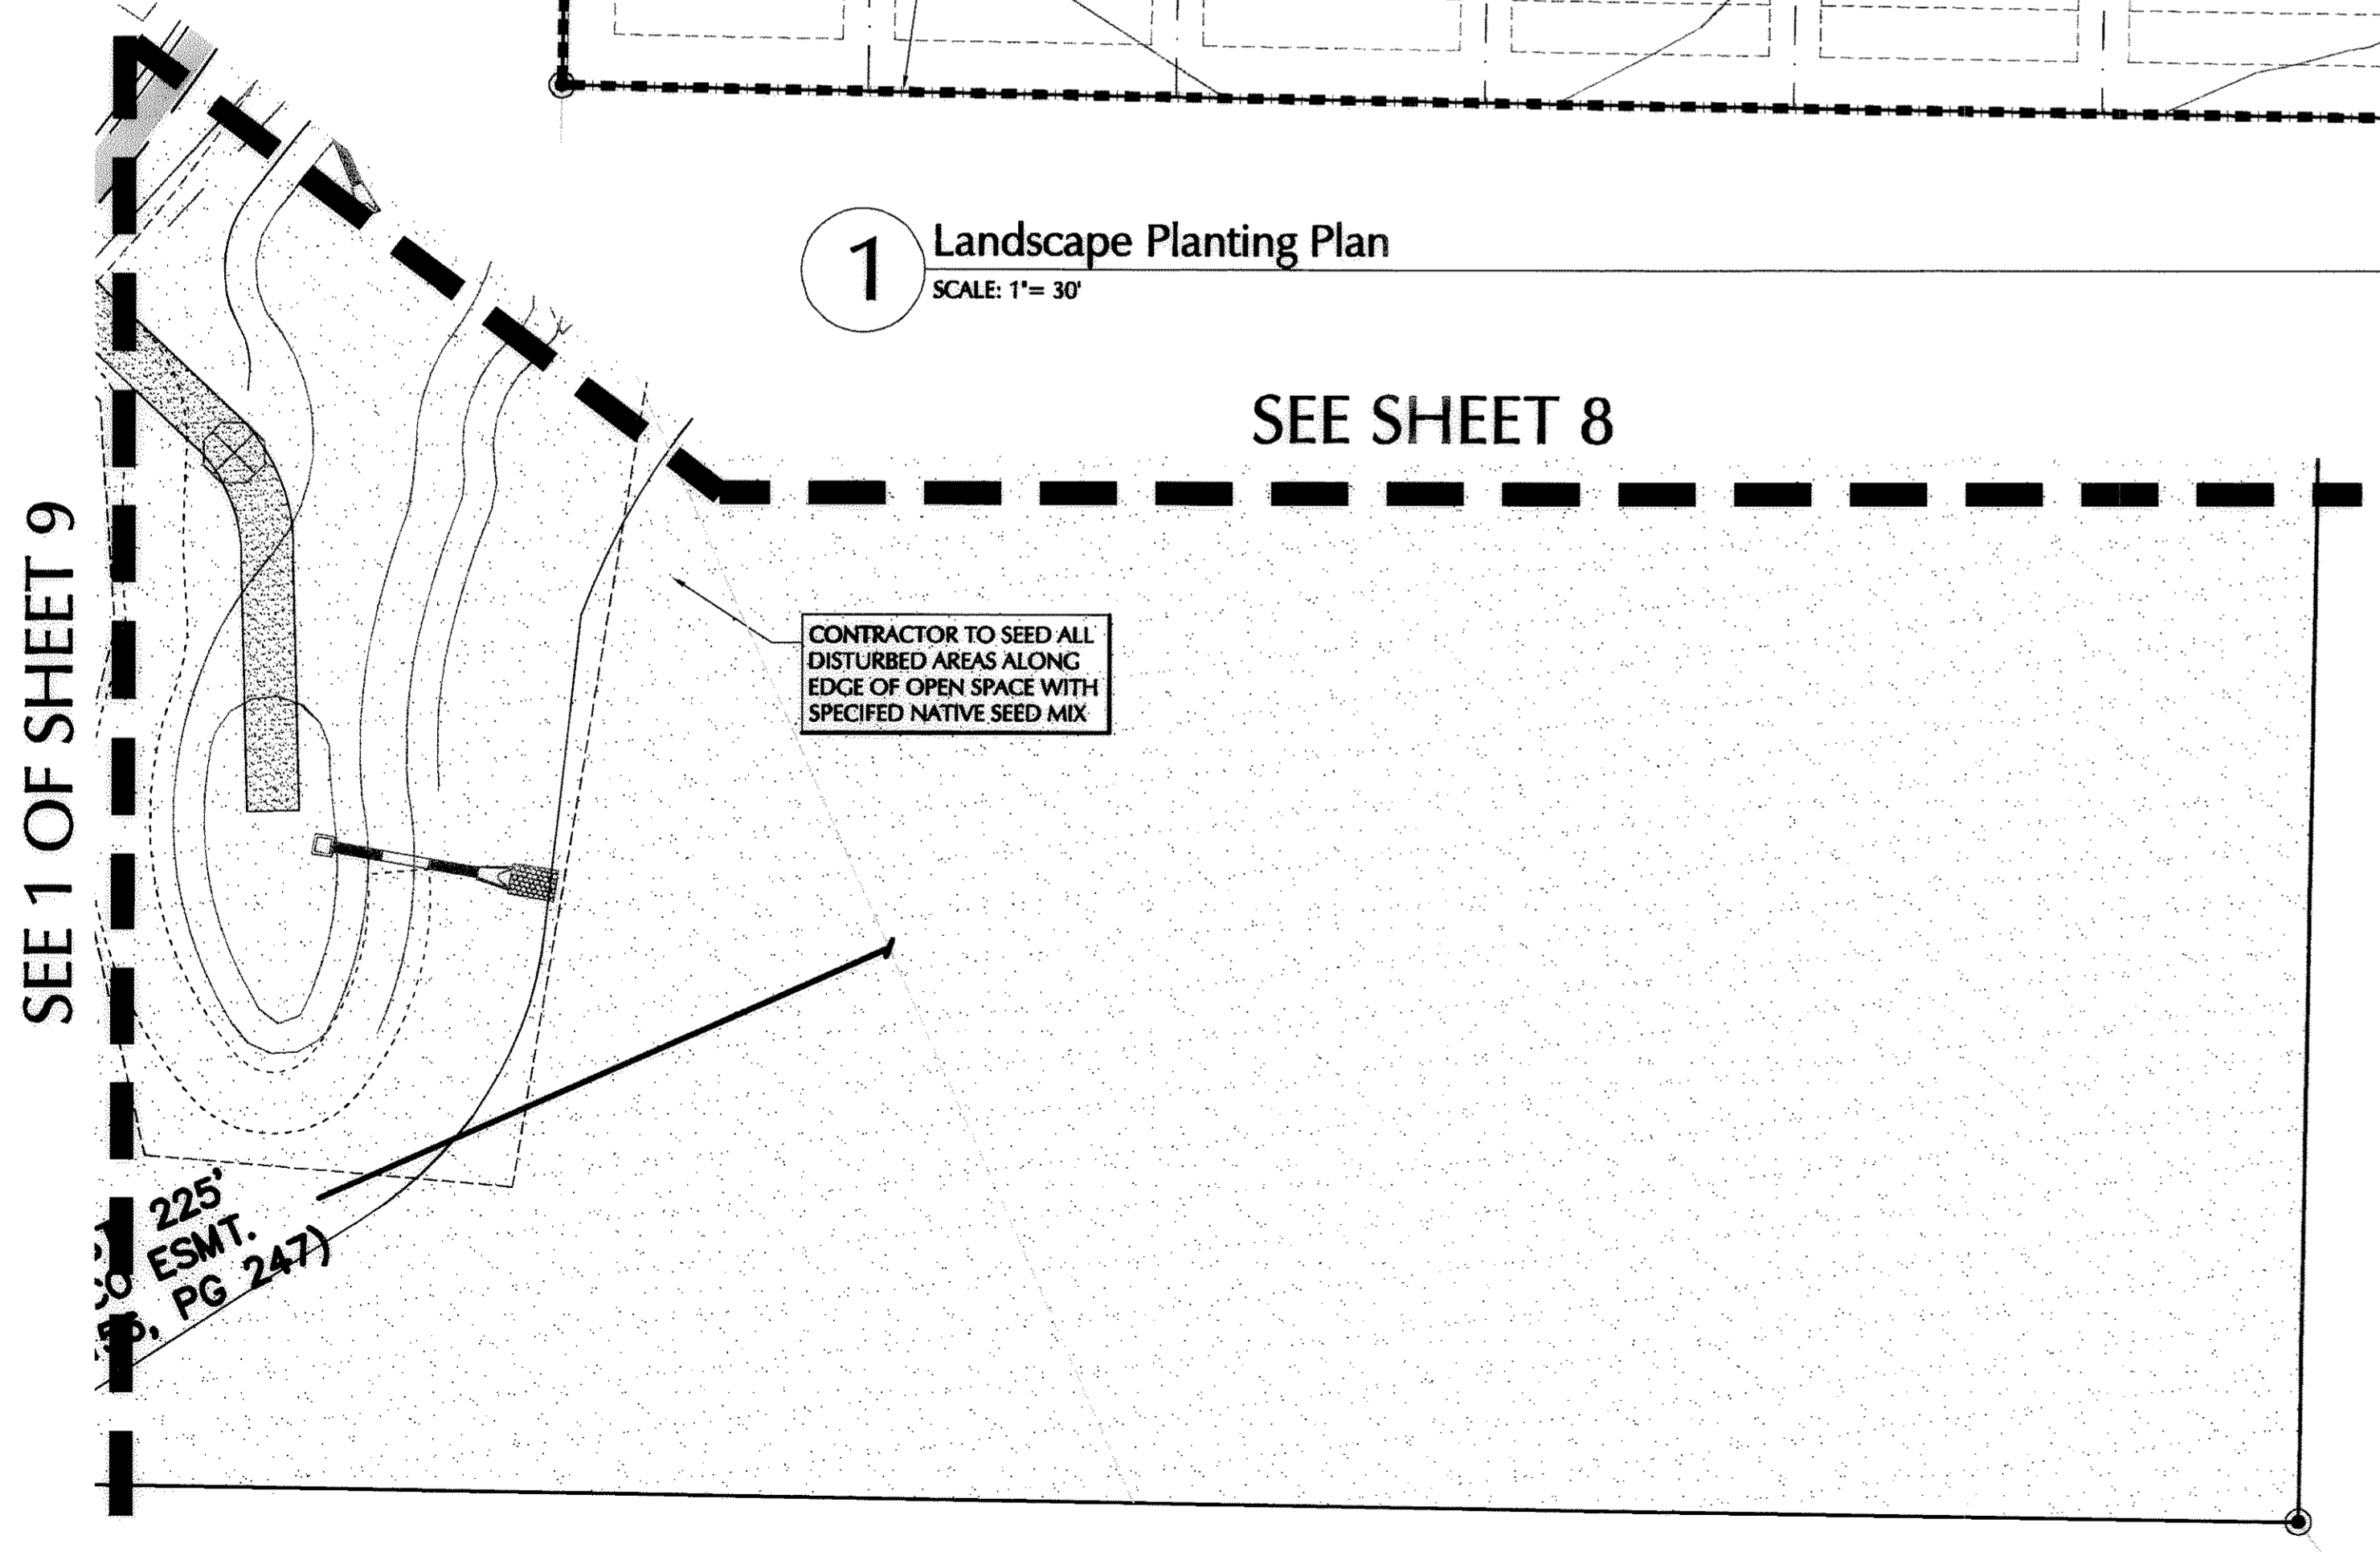 1
Landscape Planting Plan
SCALE: 1"= 30'
SEE SHEET 8
SEE 1 OF SHEET 9
CONTRACTOR TO SEED ALL
DISTURBED AREAS ALONG
EDGE OF OPEN SPACE WITH
SPECIFED NATIVE SEED MIX
225'
ESMT.
PG 247)